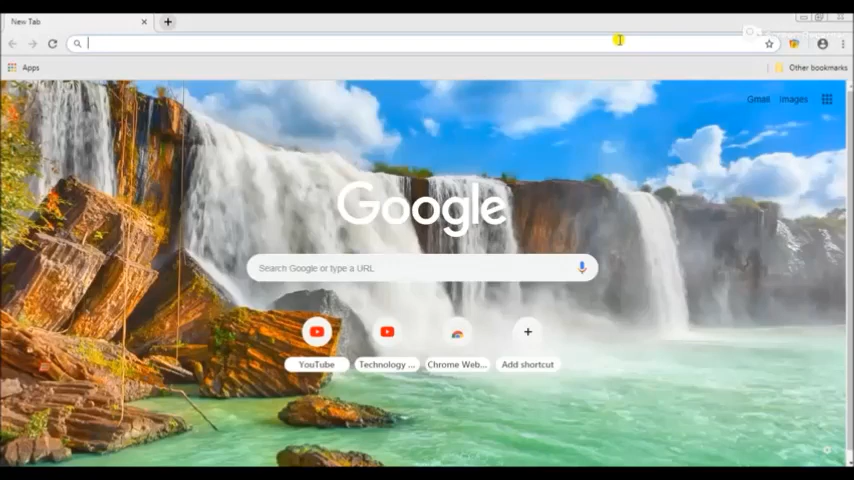 New Tab
Apps
Other bookmarks
Gmail Images
Google
Search Google or type a URL
YouTube Technology ... Chrome Web... Add shortcut